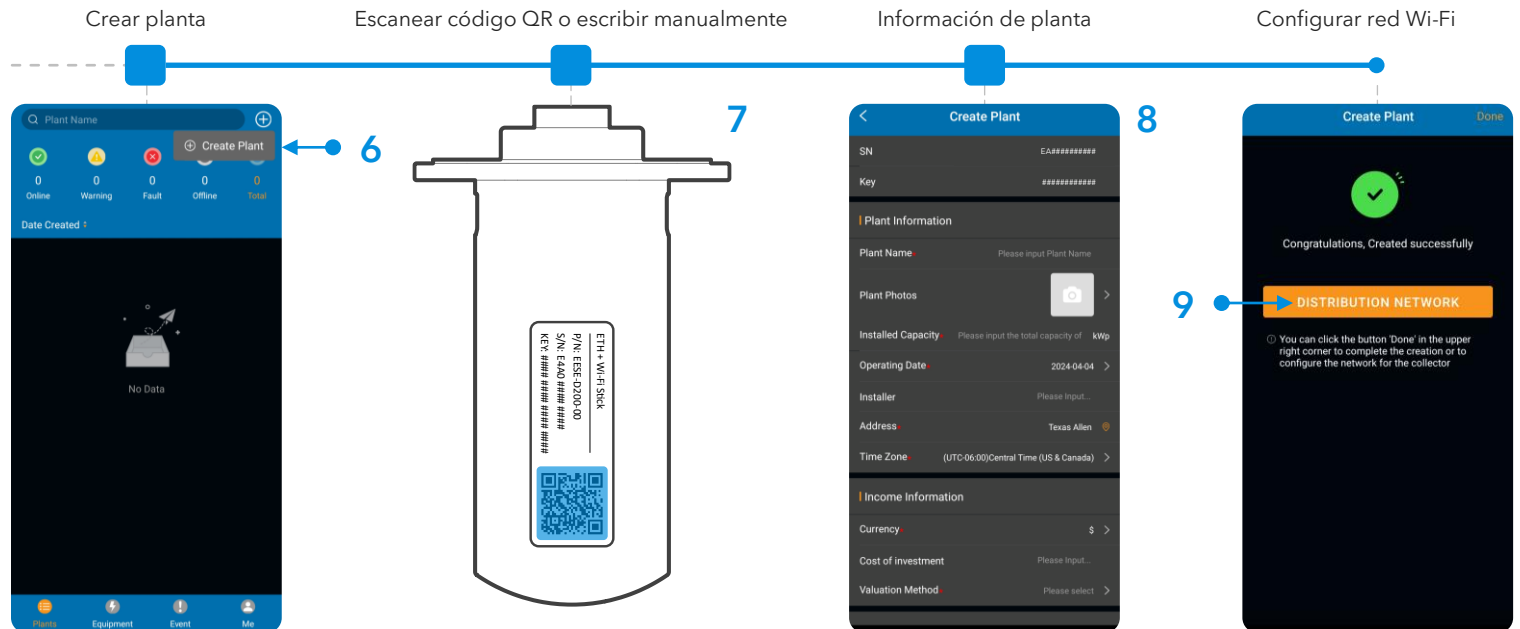 Crear planta
Escanear código QR o escribir manualmente
Información de planta
Configurar red Wi-Fi
Plant Name
Create Plant
6
0
0
0
0
0
Online
Warning
Fault
Offline
Total
Date Created
No Data
Plants
Equipment
Event
Me
7
ETH + Wi-Fi Stick
P/N: EESE-D200-00
S/N: E4A0 #### ####
KEY: #### #### #### ####
8
Create Plant
SN EA##########
Key ############
Plant Information
Plant Name* Please input Plant Name
Plant Photos
Installed Capacity* Please input the total capacity of kWp
Operating Date* 2024-04-04
Installer Please input...
Address* Texas Allen
Time Zone* (UTC-06:00)Central Time (US & Canada)
Income Information
Currency* $
Cost of investment Please Input...
Valuation Method* Please select
9
Create Plant Done
Congratulations, Created successfully
DISTRIBUTION NETWORK
You can click the button 'Done' in the upper
right corner to complete the creation or to
configure the network for the collector